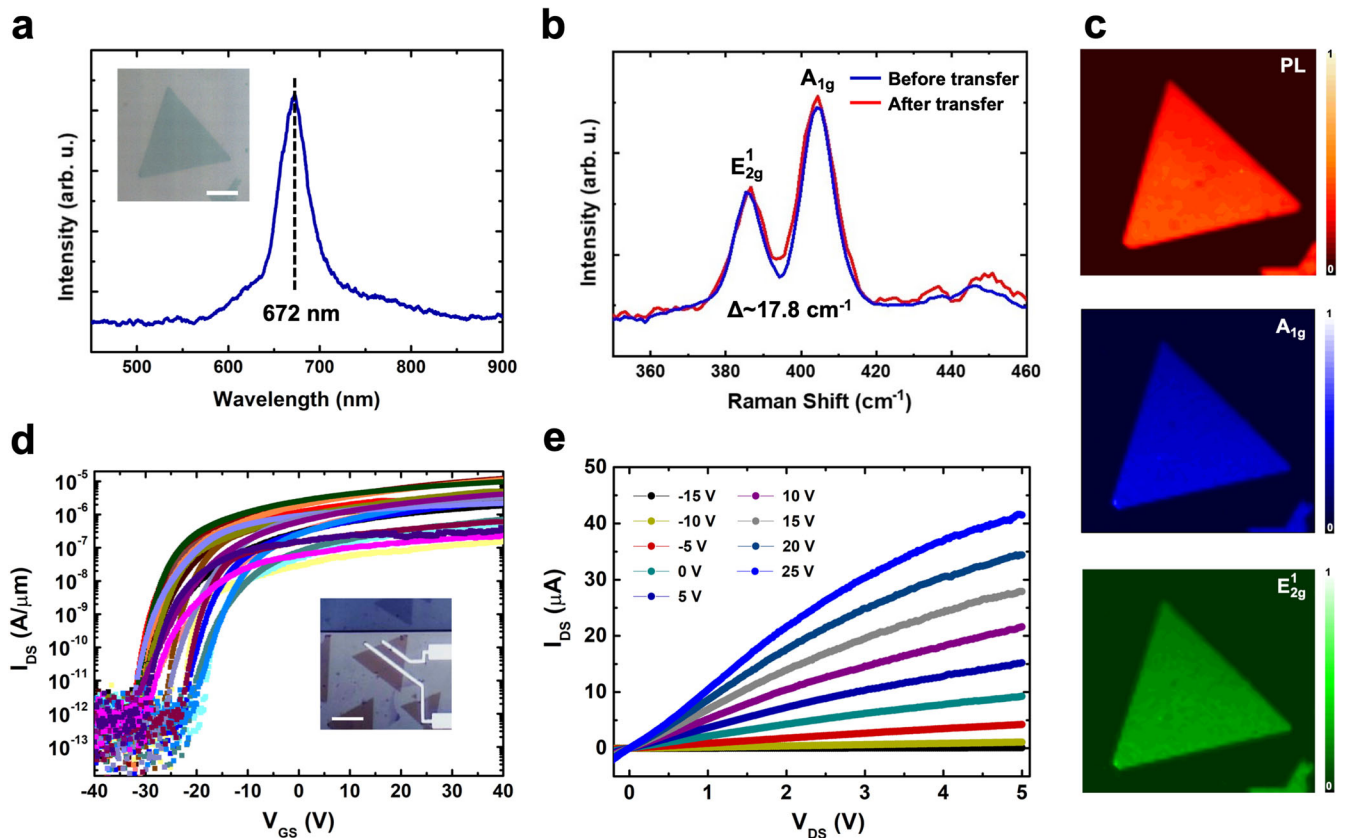 a
Intensity (arb. u.)
672 nm
500 600 700 800 900
Wavelength (nm)
b
Intensity (arb. u.)
E¹₂g
A₁g
Before transfer
After transfer
Δ~17.8 cm⁻¹
360 380 400 420 440 460
Raman Shift (cm⁻¹)
c
PL
1
0
A₁g
1
0
E¹₂g
1
0
d
I_DS (A/μm)
10⁻⁵
10⁻⁶
10⁻⁷
10⁻⁸
10⁻⁹
10⁻¹⁰
10⁻¹¹
10⁻¹²
10⁻¹³
-40 -30 -20 -10 0 10 20 30 40
V_GS (V)
e
I_DS (μA)
50
40
30
20
10
0
-15 V
-10 V
-5 V
0 V
5 V
10 V
15 V
20 V
25 V
0 1 2 3 4 5
V_DS (V)